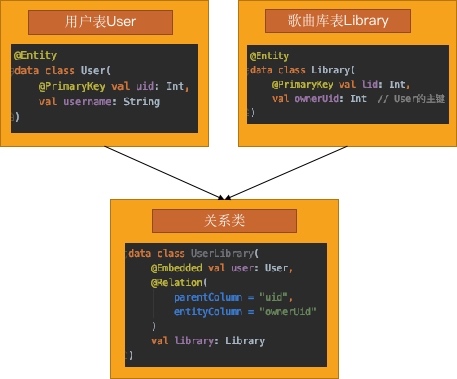 用户表User
@Entity
data class User(
@PrimaryKey val uid: Int,
val username: String
)
歌曲库表Library
@Entity
data class Library(
@PrimaryKey val lid: Int,
val ownerUid: Int // User的主键
)
关系类
data class UserLibrary(
@Embedded val user: User,
@Relation(
parentColumn = "uid",
entityColumn = "ownerUid"
)
val library: Library
)